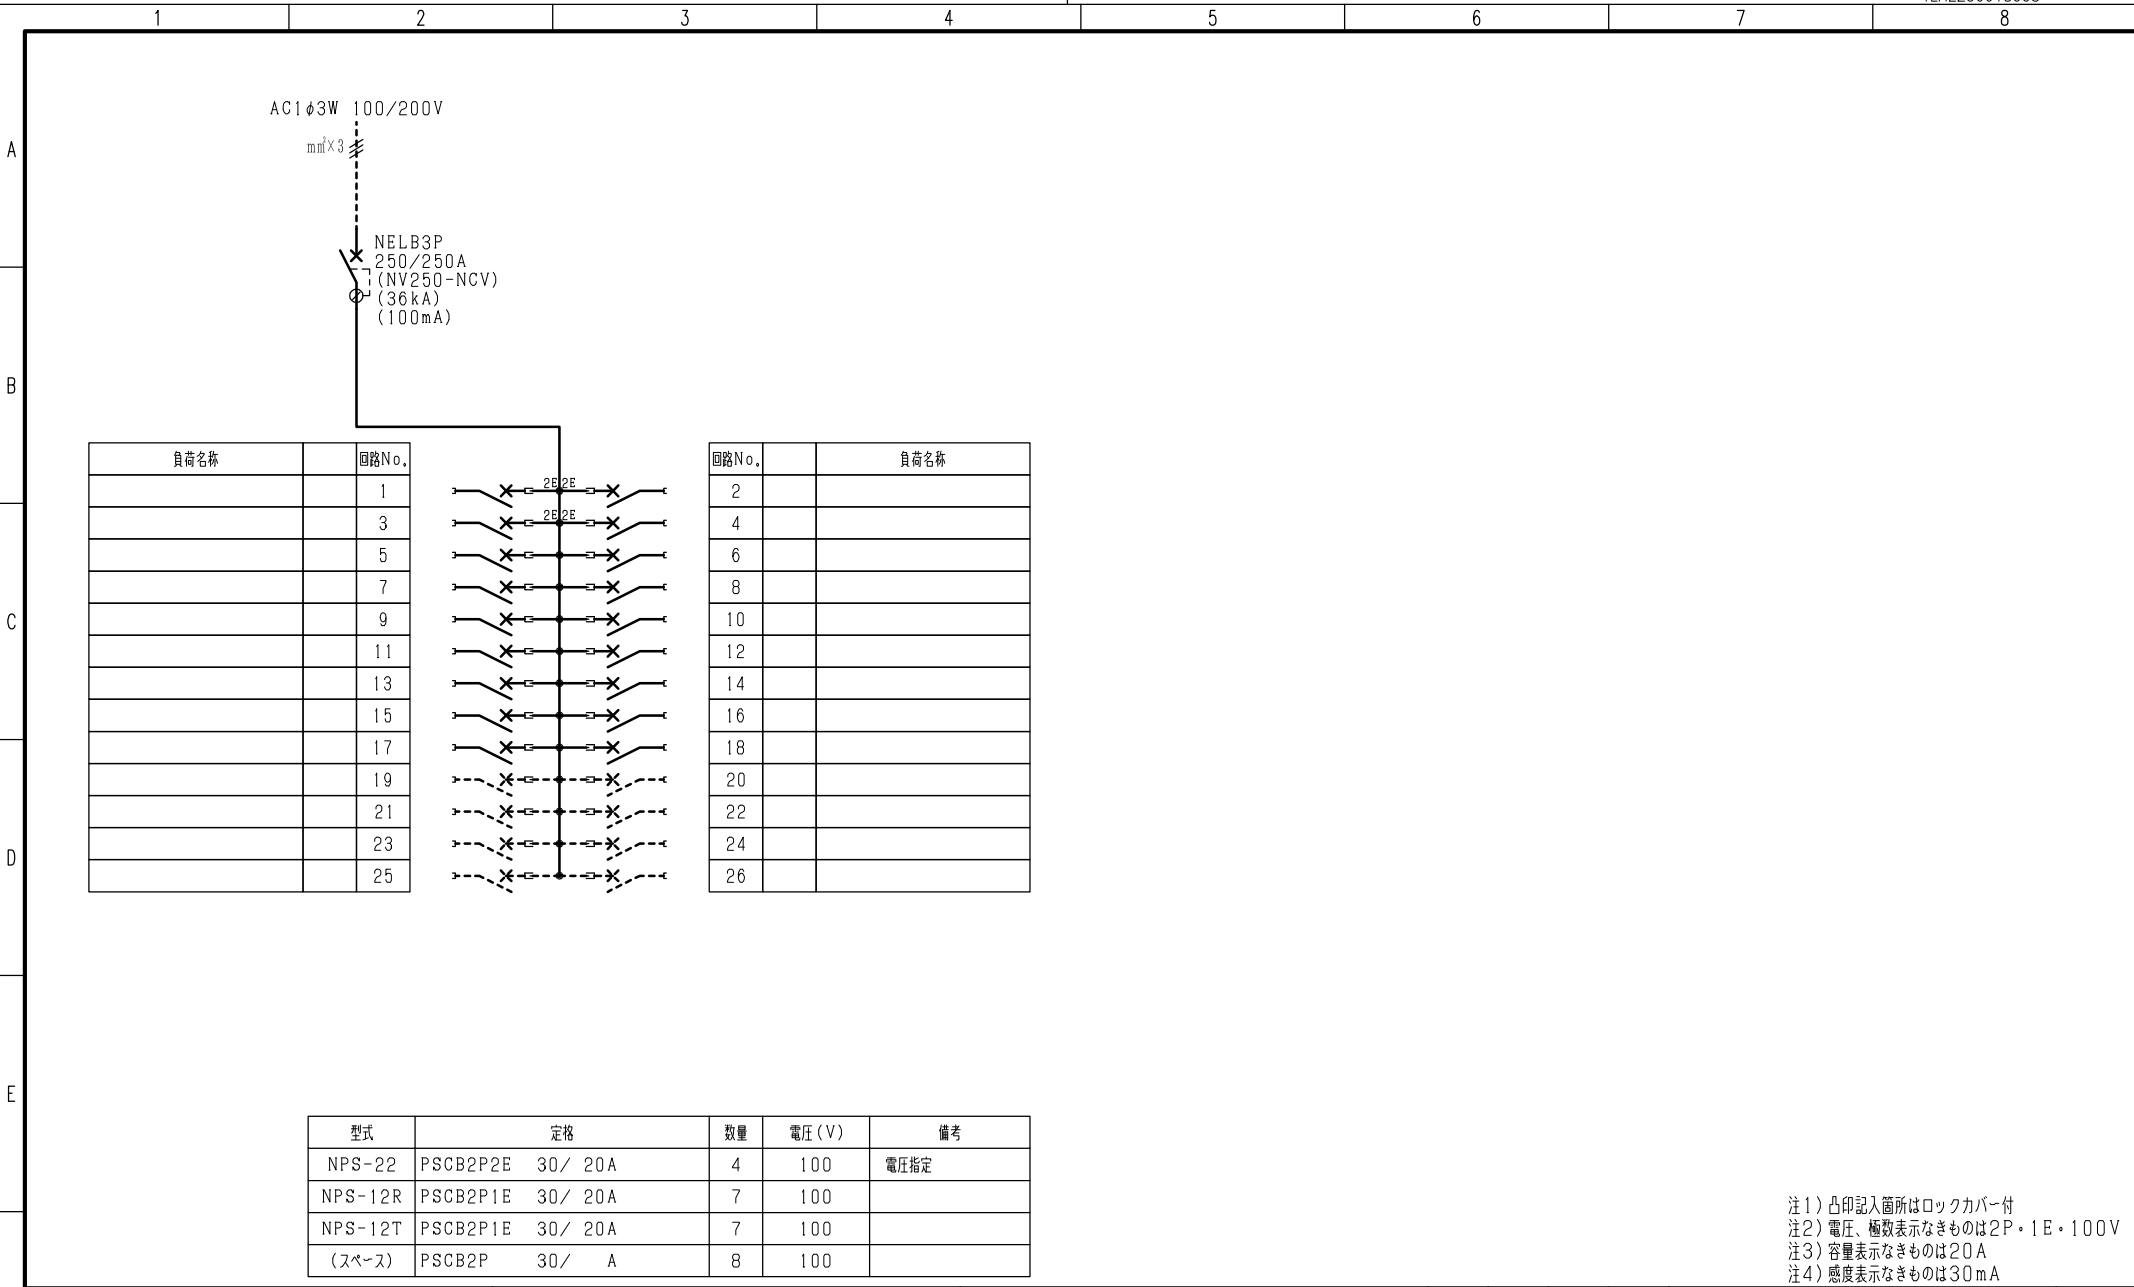 1 2 3 4 5 6 7 8
A
B
C
D
E
AC1φ3W 100/200V
mm²×3
NELB3P
250/250A
(NV250-NCV)
(36kA)
(100mA)
負荷名称 回路No. 回路No. 負荷名称
1 2E 2E 2
3 2E 2E 4
5 6
7 8
9 10
11 12
13 14
15 16
17 18
19 20
21 22
23 24
25 26
型式 定格 数量 電圧(V) 備考
NPS-22 PSCB2P2E 30/ 20A 4 100 電圧指定
NPS-12R PSCB2P1E 30/ 20A 7 100
NPS-12T PSCB2P1E 30/ 20A 7 100
(スペース) PSCB2P 30/ A 8 100
注1)凸印記入箇所はロックカバー付
注2)電圧、極数表示なきものは2P・1E・100V
注3)容量表示なきものは20A
注4)感度表示なきものは30mA